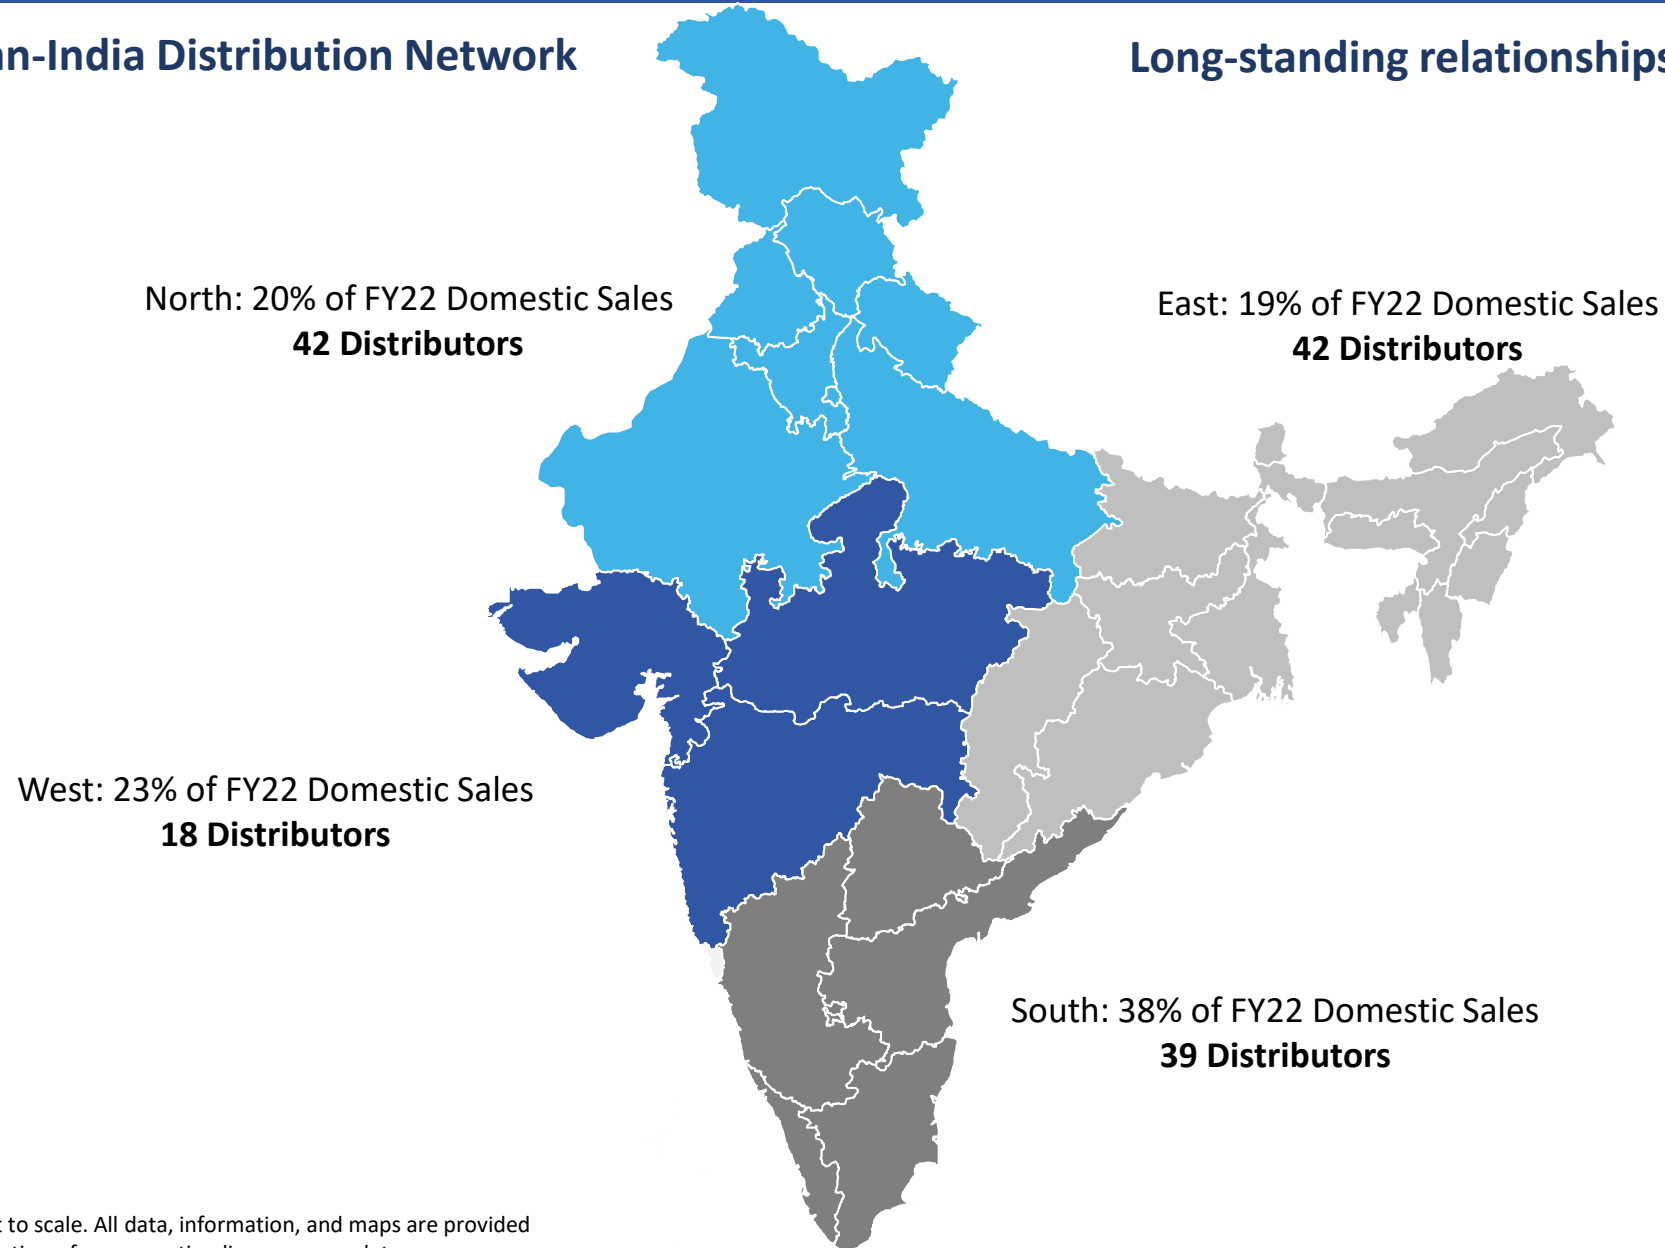 an-India Distribution Network
Long-standing relationships
North: 20% of FY22 Domestic Sales
42 Distributors
East: 19% of FY22 Domestic Sales
42 Distributors
West: 23% of FY22 Domestic Sales
18 Distributors
South: 38% of FY22 Domestic Sales
39 Distributors
to scale. All data, information, and maps are provided